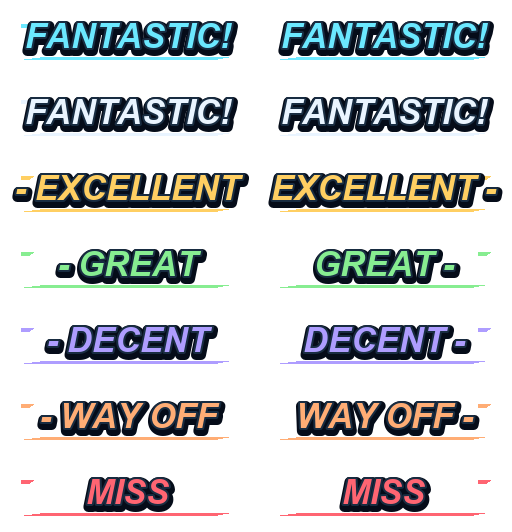 FANTASTIC! FANTASTIC!
FANTASTIC! FANTASTIC!
- EXCELLENT EXCELLENT -
- GREAT GREAT -
- DECENT DECENT -
- WAY OFF WAY OFF -
MISS MISS